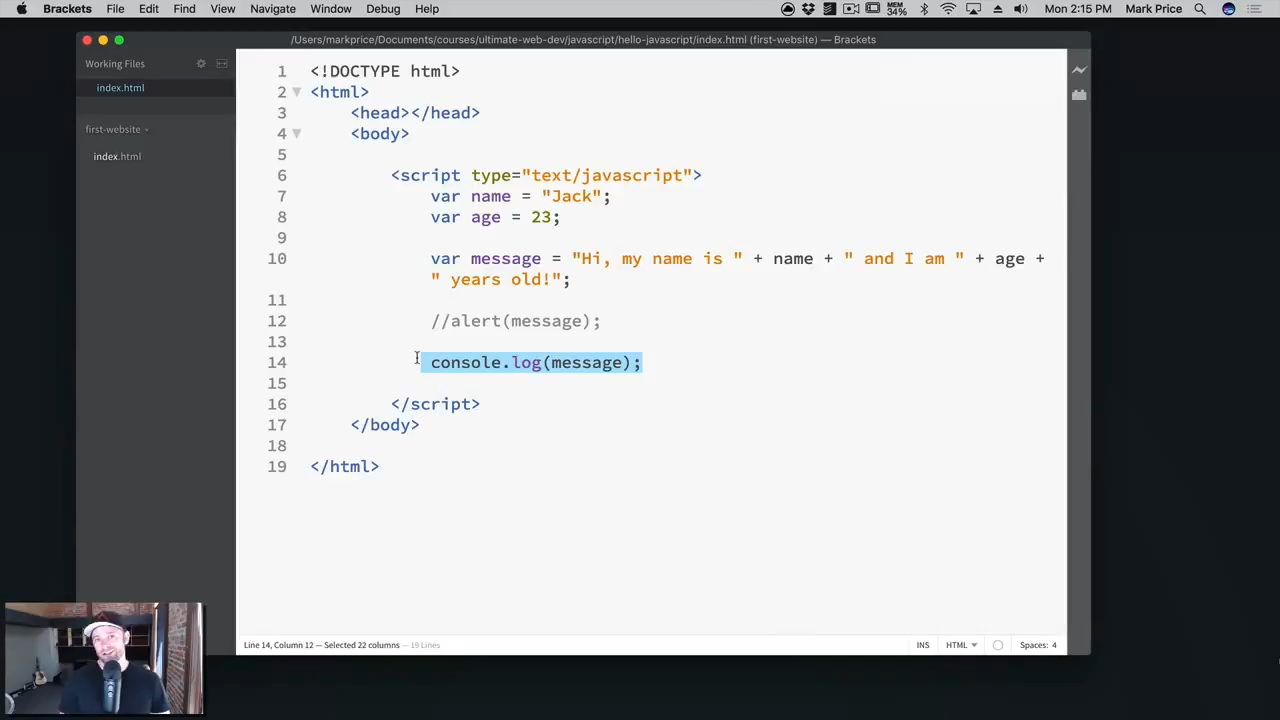 Brackets File Edit Find View Navigate Window Debug Help MEM 34% Mon 2:15 PM Mark Price
/Users/markprice/Documents/courses/ultimate-web-dev/javascript/hello-javascript/index.html (first-website) — Brackets
Working Files
index.html
first-website
index.html
1 <!DOCTYPE html>
2 <html>
3 <head></head>
4 <body>
5
6 <script type="text/javascript">
7 var name = "Jack";
8 var age = 23;
9
10 var message = "Hi, my name is " + name + " and I am " + age +
" years old!";
11
12 //alert(message);
13
14 console.log(message);
15
16 </script>
17 </body>
18
19 </html>
Line 14, Column 12 — Selected 22 columns — 19 Lines INS HTML Spaces: 4